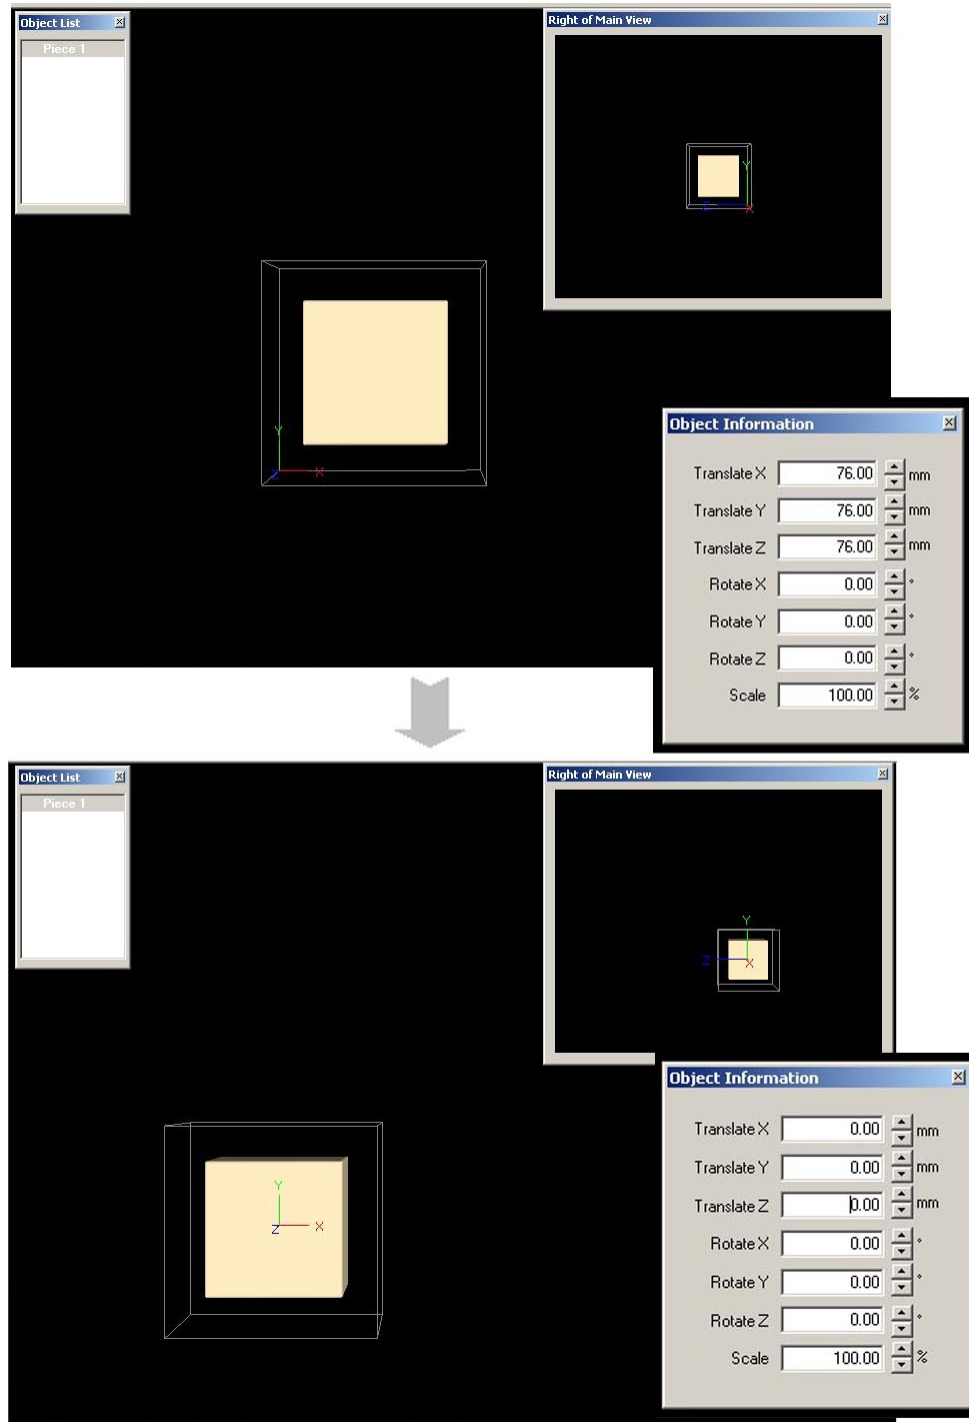 Object List
Piece 1
Right of Main View
Y
Z
X
Y
Z
X
Object Information
Translate X 76.00 mm
Translate Y 76.00 mm
Translate Z 76.00 mm
Rotate X 0.00 °
Rotate Y 0.00 °
Rotate Z 0.00 °
Scale 100.00 %
Object List
Piece 1
Right of Main View
Y
Z
X
Y
Z
X
Object Information
Translate X 0.00 mm
Translate Y 0.00 mm
Translate Z 0.00 mm
Rotate X 0.00 °
Rotate Y 0.00 °
Rotate Z 0.00 °
Scale 100.00 %